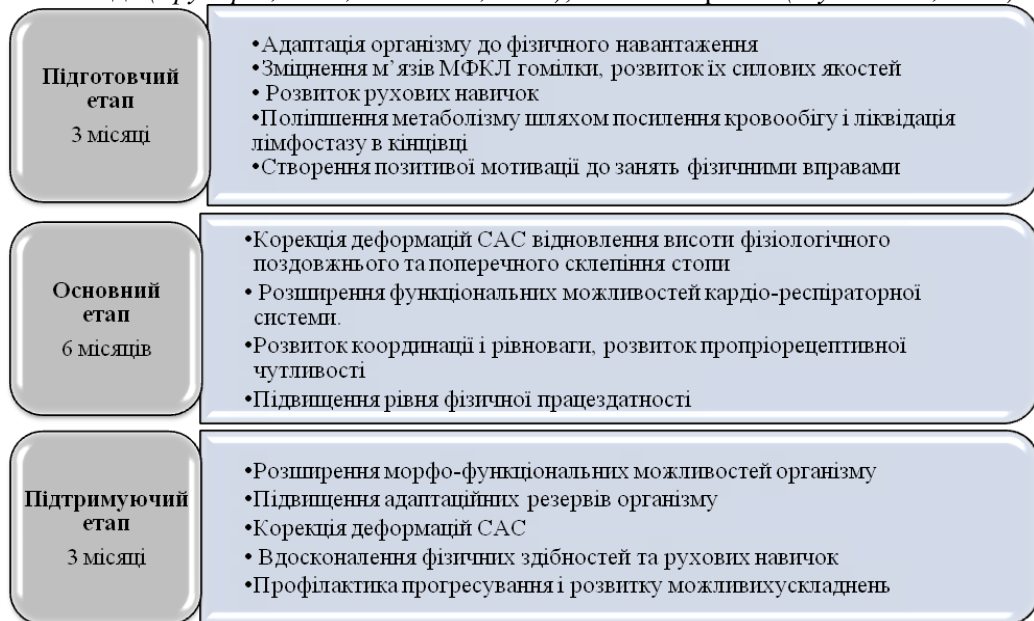 Підготовчий
етап
3 місяці
•Адаптація організму до фізичного навантаження
•Зміцнення м’язів МФКЛ гомілки, розвиток їх силових якостей
• Розвиток рухових навичок
•Поліпшення метаболізму шляхом посилення кровообігу і ліквідація
лімфостазу в кінцівці
•Створення позитивої мотивації до занять фізичними вправами
Основний
етап
6 місяців
•Корекція деформацій САС відновлення висоти фізіологічного
поздовжнього та поперечного склепіння стопи
• Розширення функціональних можливостей кардіо-респіраторної
системи.
•Розвиток координації і рівноваги, розвиток пропріорецептивної
чутливості
•Підвищення рівня фізичної працездатності
Підтримуючий
етап
3 місяці
•Розширення морфо-функціональних можливостей організму
•Підвищення адаптаційних резервів організму
•Корекція деформацій САС
• Вдосконалення фізичних здібностей та рухових навичок
•Профілактика прогресування і розвитку можливихускладнень